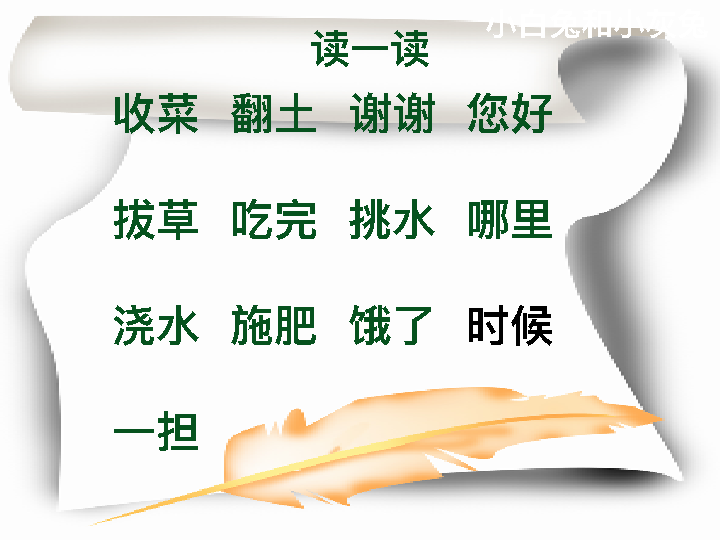 小白兔和小灰兔
读一读
收菜 翻土 谢谢 您好
拔草 吃完 挑水 哪里
浇水 施肥 饿了 时候
一担